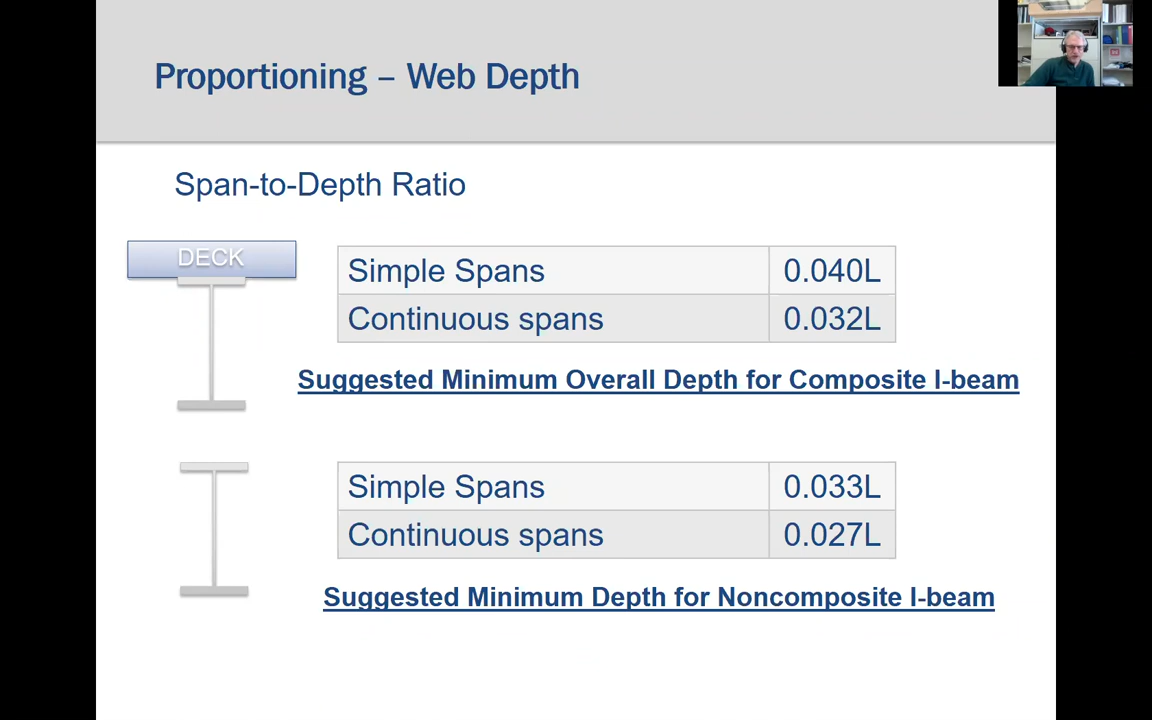 Proportioning – Web Depth
Span-to-Depth Ratio
DECK
Simple Spans 0.040L
Continuous spans 0.032L
Suggested Minimum Overall Depth for Composite I-beam
Simple Spans 0.033L
Continuous spans 0.027L
Suggested Minimum Depth for Noncomposite I-beam